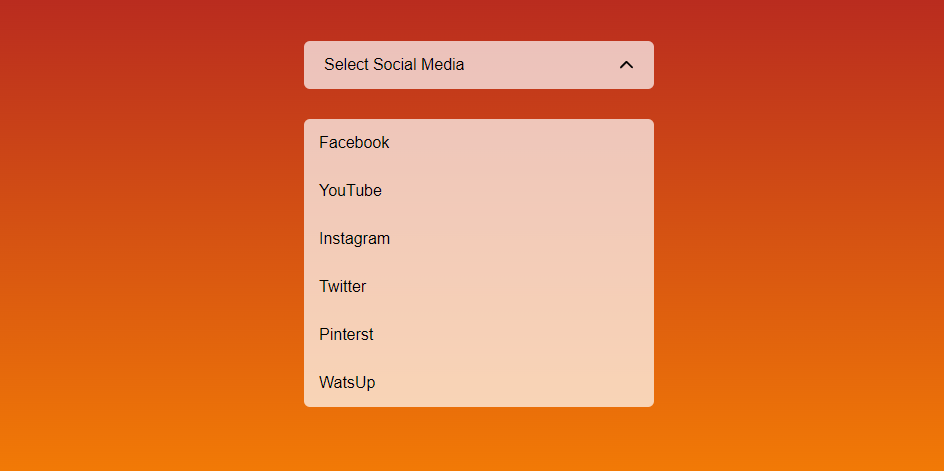 Select Social Media
Facebook
YouTube
Instagram
Twitter
Pinterst
WatsUp